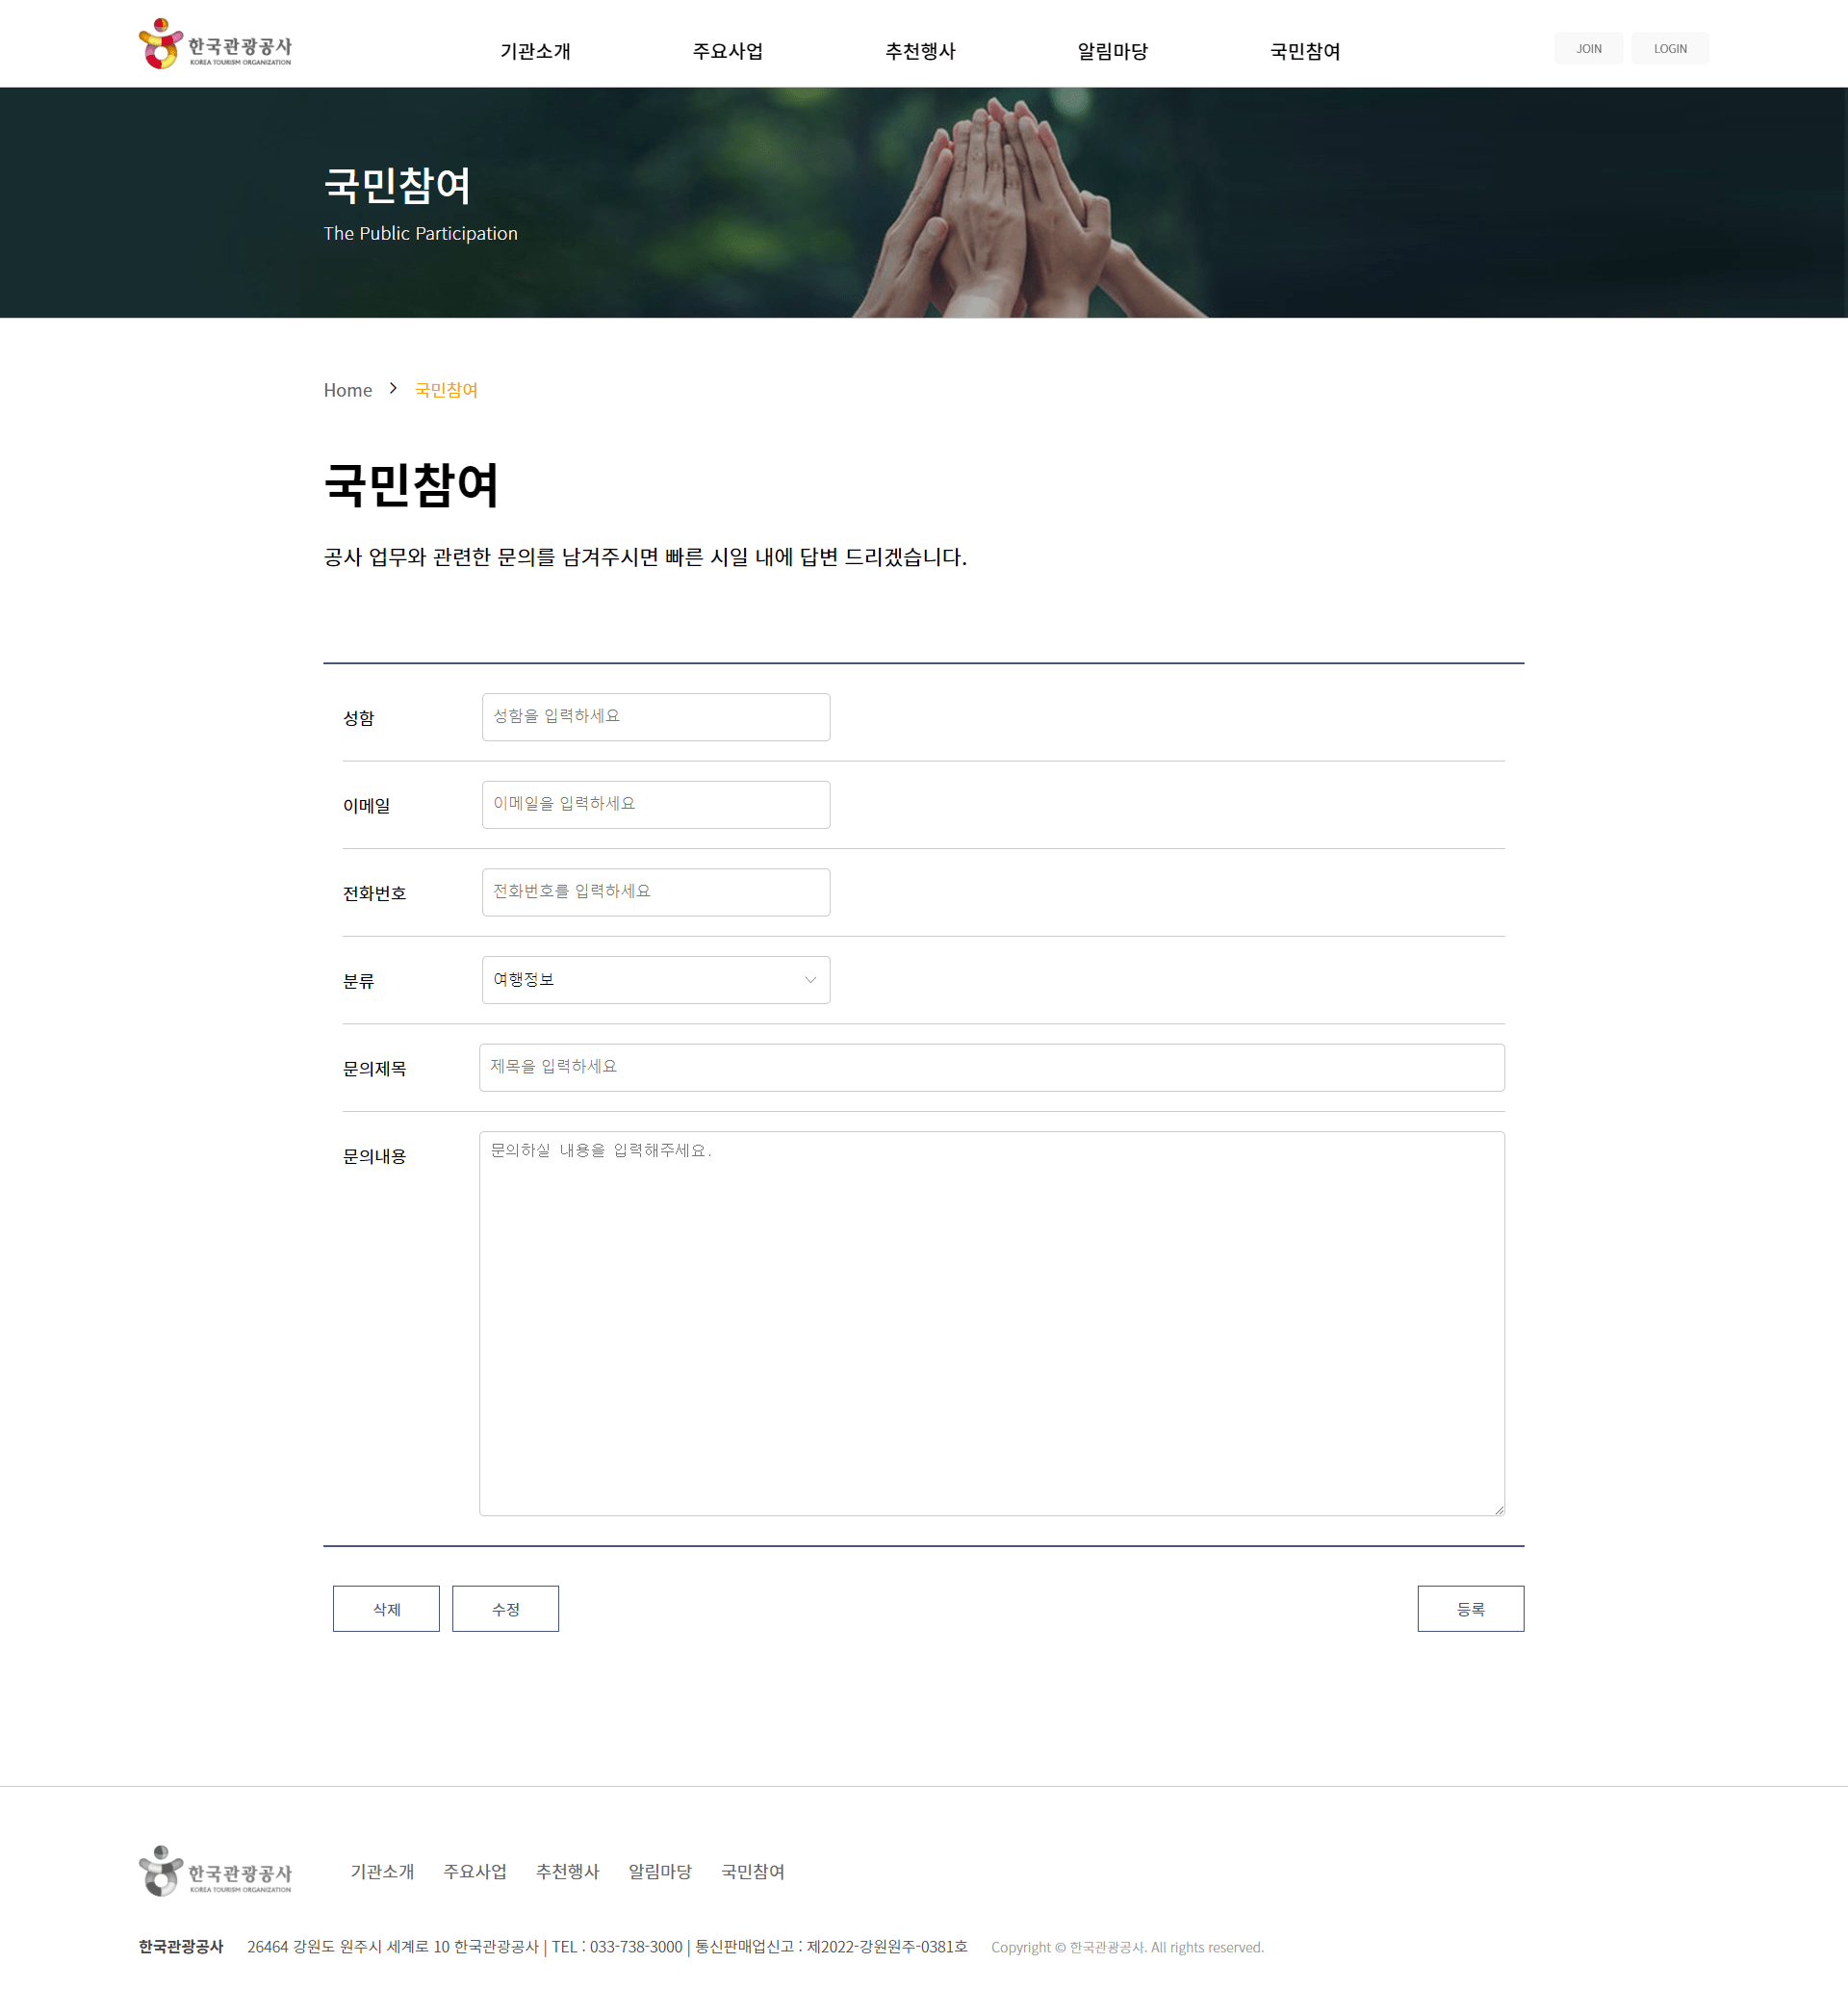 한국관광공사
KOREA TOURISM ORGANIZATION
기관소개 주요사업 추천행사 알림마당 국민참여
JOIN LOGIN
국민참여
The Public Participation
Home > 국민참여
국민참여
공사 업무와 관련한 문의를 남겨주시면 빠른 시일 내에 답변 드리겠습니다.
성함 성함을 입력하세요
이메일 이메일을 입력하세요
전화번호 전화번호를 입력하세요
분류 여행정보
문의제목 제목을 입력하세요
문의내용 문의하실 내용을 입력해주세요.
삭제 수정 등록
한국관광공사
KOREA TOURISM ORGANIZATION
기관소개 주요사업 추천행사 알림마당 국민참여
한국관광공사 26464 강원도 원주시 세계로 10 한국관광공사 | TEL : 033-738-3000 | 통신판매업신고 : 제2022-강원원주-0381호 Copyright © 한국관광공사. All rights reserved.